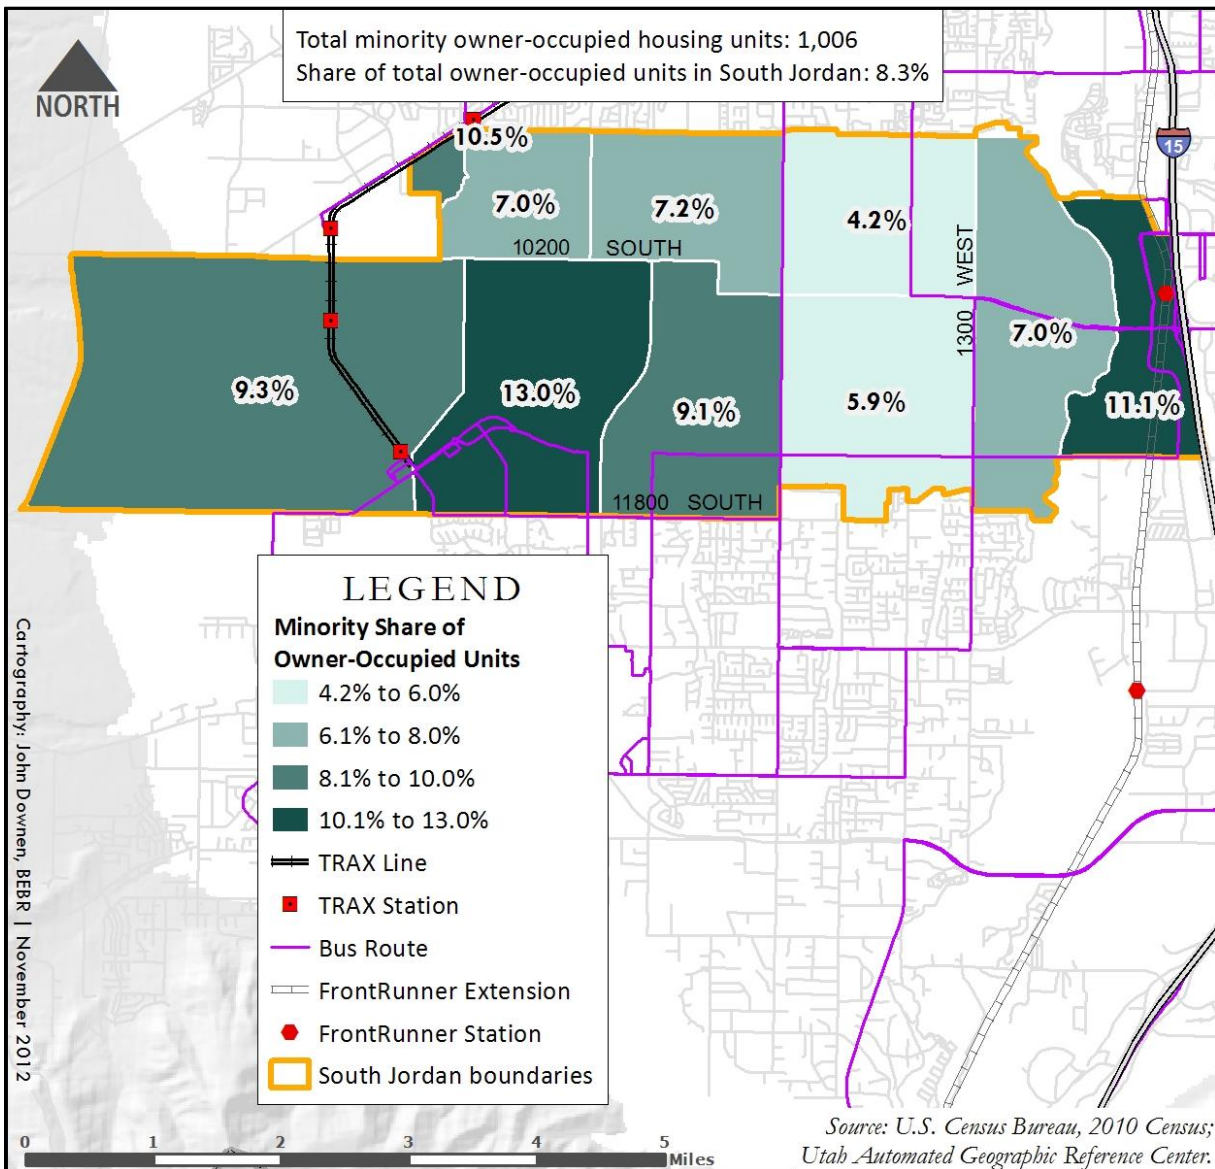 Total minority owner-occupied housing units: 1,006
Share of total owner-occupied units in South Jordan: 8.3%
NORTH
15
10.5%
7.0%
7.2%
4.2%
10200 SOUTH
1300 WEST
7.0%
9.3%
13.0%
9.1%
5.9%
11.1%
11800 SOUTH
LEGEND
Minority Share of
Owner-Occupied Units
4.2% to 6.0%
6.1% to 8.0%
8.1% to 10.0%
10.1% to 13.0%
TRAX Line
TRAX Station
Bus Route
FrontRunner Extension
FrontRunner Station
South Jordan boundaries
Cartography: John Downen, BEBR | November 2012
0 1 2 3 4 5
Miles
Source: U.S. Census Bureau, 2010 Census;
Utah Automated Geographic Reference Center.